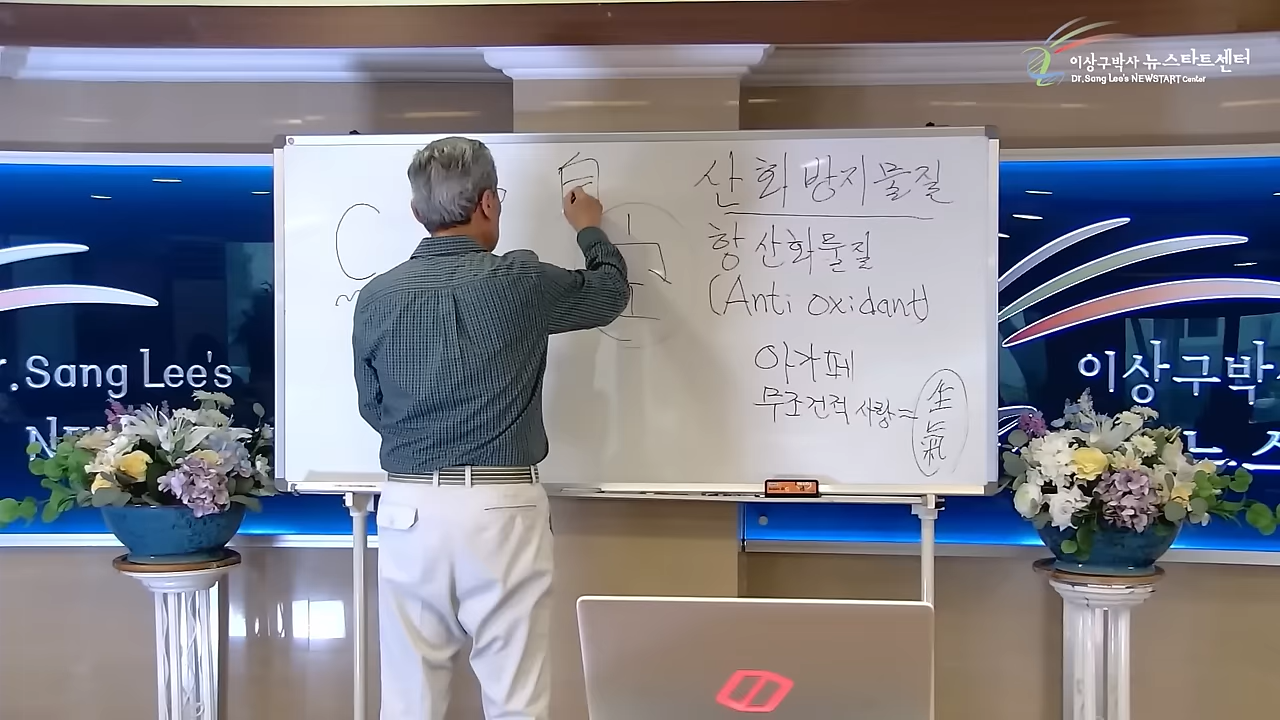 이상구박사 뉴스타트센터
Dr.Sang Lee's NEWSTART Center
산화방지물질
항산화물질
(Anti oxidant)
아가페
무조건적 사랑 = 生氣
C
r.Sang Lee's
이상구박